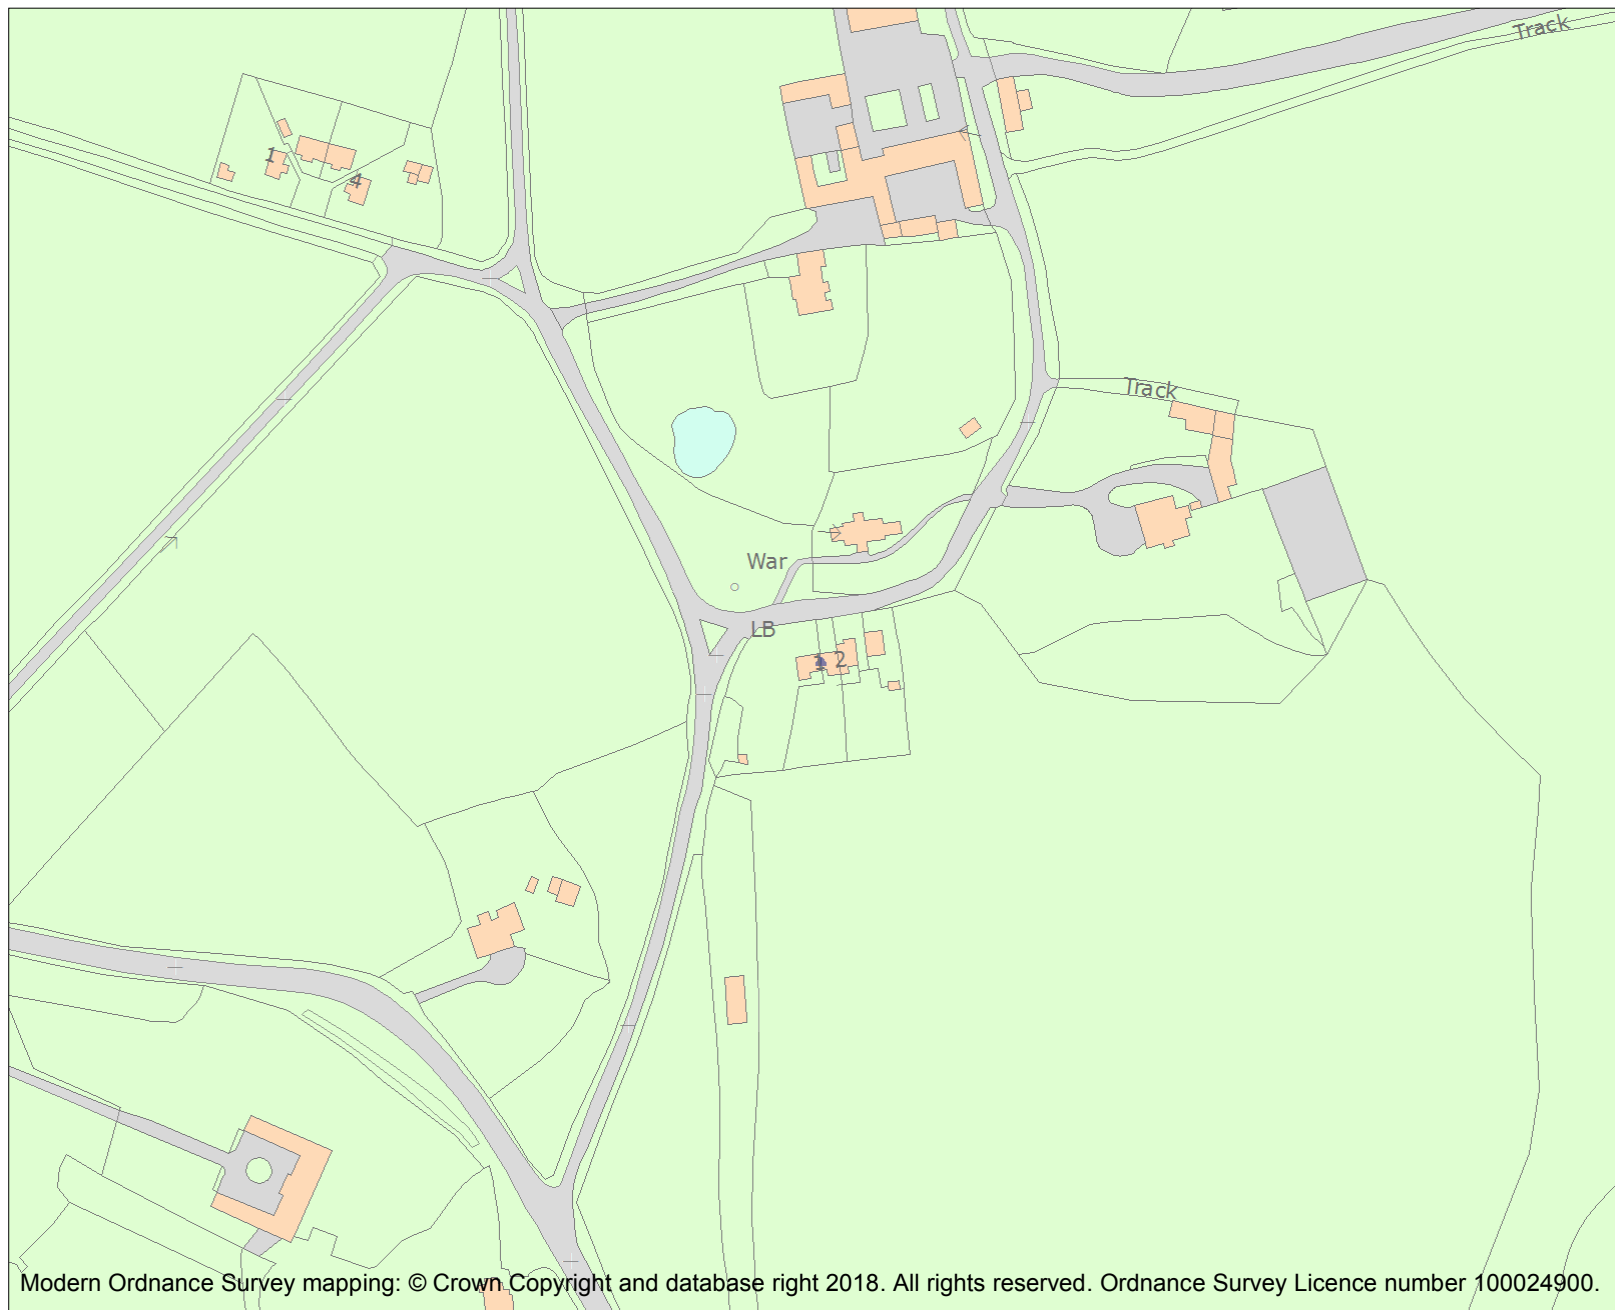 Track
1
4
Track
War
LB
1 2
Modern Ordnance Survey mapping: © Crown Copyright and database right 2018. All rights reserved. Ordnance Survey Licence number 100024900.